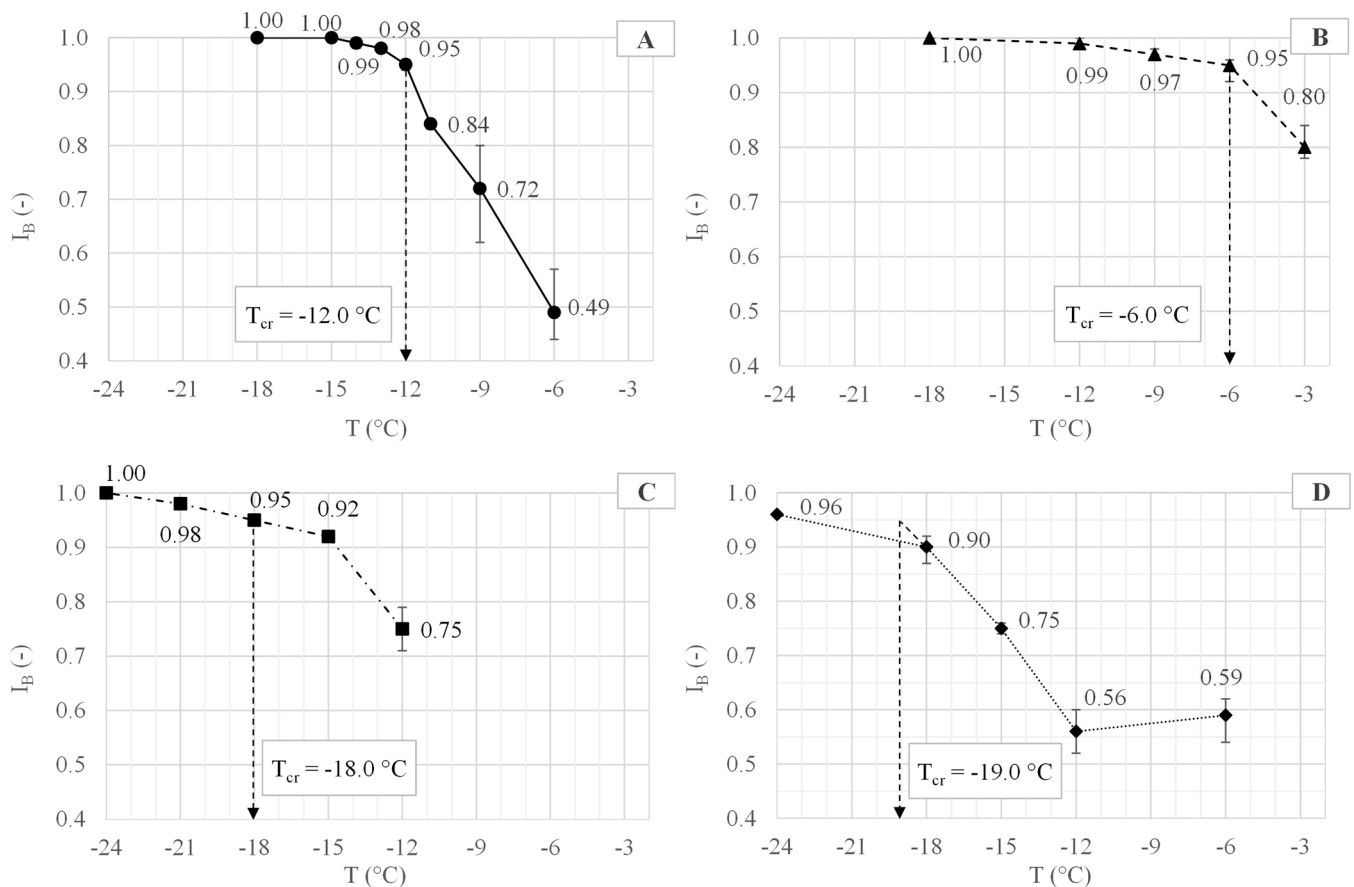 A
1.00
1.00
0.98
0.95
0.99
0.84
0.72
0.49
T_cr = -12.0 °C
I_B (-)
1.0
0.9
0.8
0.7
0.6
0.5
0.4
-24 -21 -18 -15 -12 -9 -6 -3
T (°C)
B
1.00
0.99
0.97
0.95
0.80
T_cr = -6.0 °C
I_B (-)
1.0
0.9
0.8
0.7
0.6
0.5
0.4
-24 -21 -18 -15 -12 -9 -6 -3
T (°C)
C
1.00
0.98
0.95
0.92
0.75
T_cr = -18.0 °C
I_B (-)
1.0
0.9
0.8
0.7
0.6
0.5
0.4
-24 -21 -18 -15 -12 -9 -6 -3
T (°C)
D
0.96
0.90
0.75
0.56
0.59
T_cr = -19.0 °C
I_B (-)
1.0
0.9
0.8
0.7
0.6
0.5
0.4
-24 -21 -18 -15 -12 -9 -6 -3
T (°C)